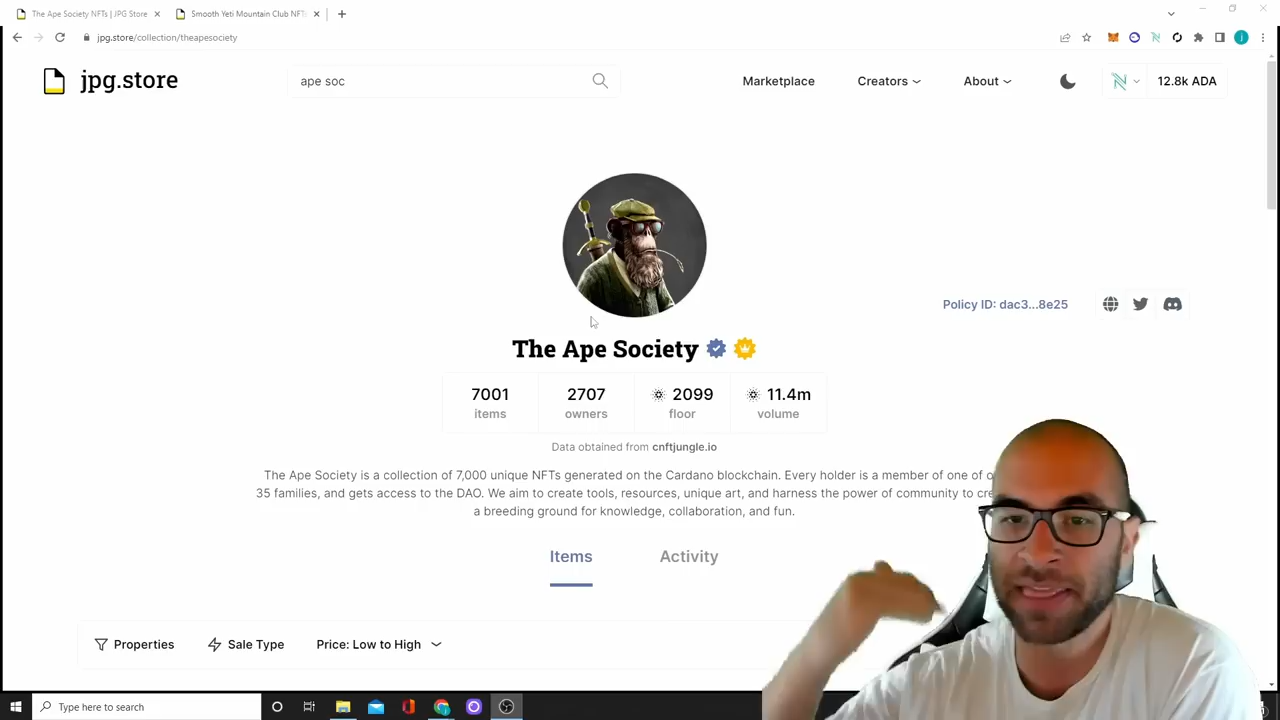 The Ape Society NFTs | JPG Store
Smooth Yeti Mountain Club NFTs
jpg.store/collection/theapesociety
jpg.store
ape soc
Marketplace
Creators
About
12.8k ADA
Policy ID: dac3...8e25
The Ape Society
7001
items
2707
owners
2099
floor
11.4m
volume
Data obtained from cnftjungle.io
The Ape Society is a collection of 7,000 unique NFTs generated on the Cardano blockchain. Every holder is a member of one of
35 families, and gets access to the DAO. We aim to create tools, resources, unique art, and harness the power of community to
a breeding ground for knowledge, collaboration, and fun.
Items
Activity
Properties
Sale Type
Price: Low to High
Type here to search